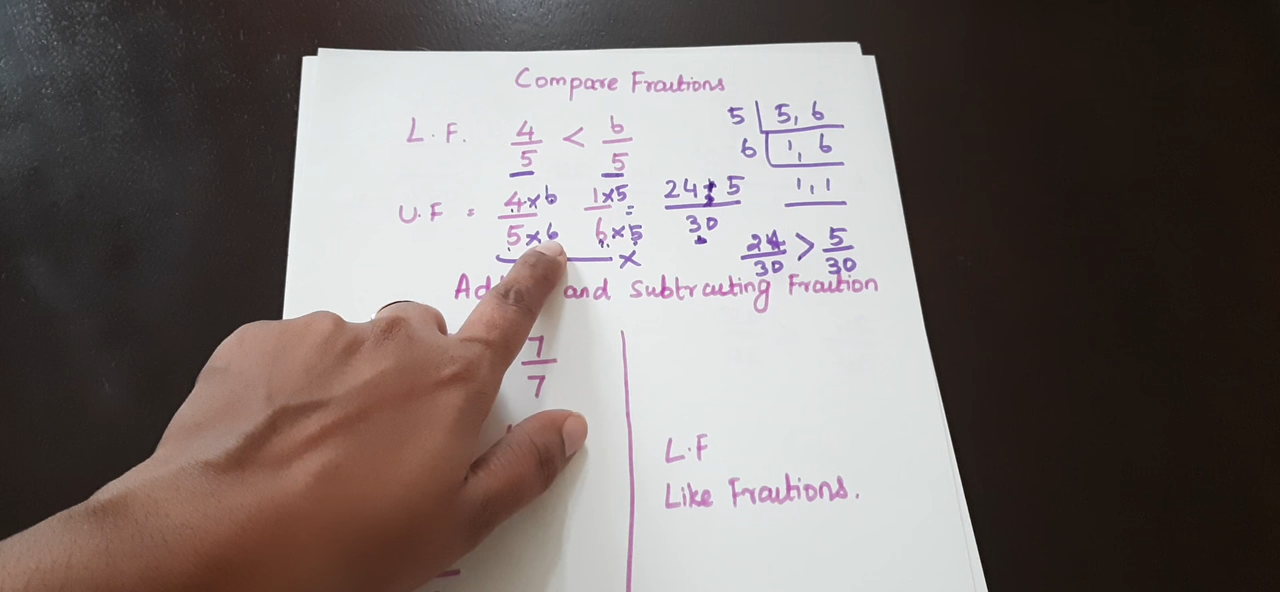 Compare Fractions
L.F. 4/5 < 6/5
5 | 5, 6
6 | 1, 6
1, 1
U.F = 4×6/5×6 1×5/6×5 = 24 5/30
×
24/30 > 5/30
and Subtracting Fraction
7/7
L.F
Like Fractions.